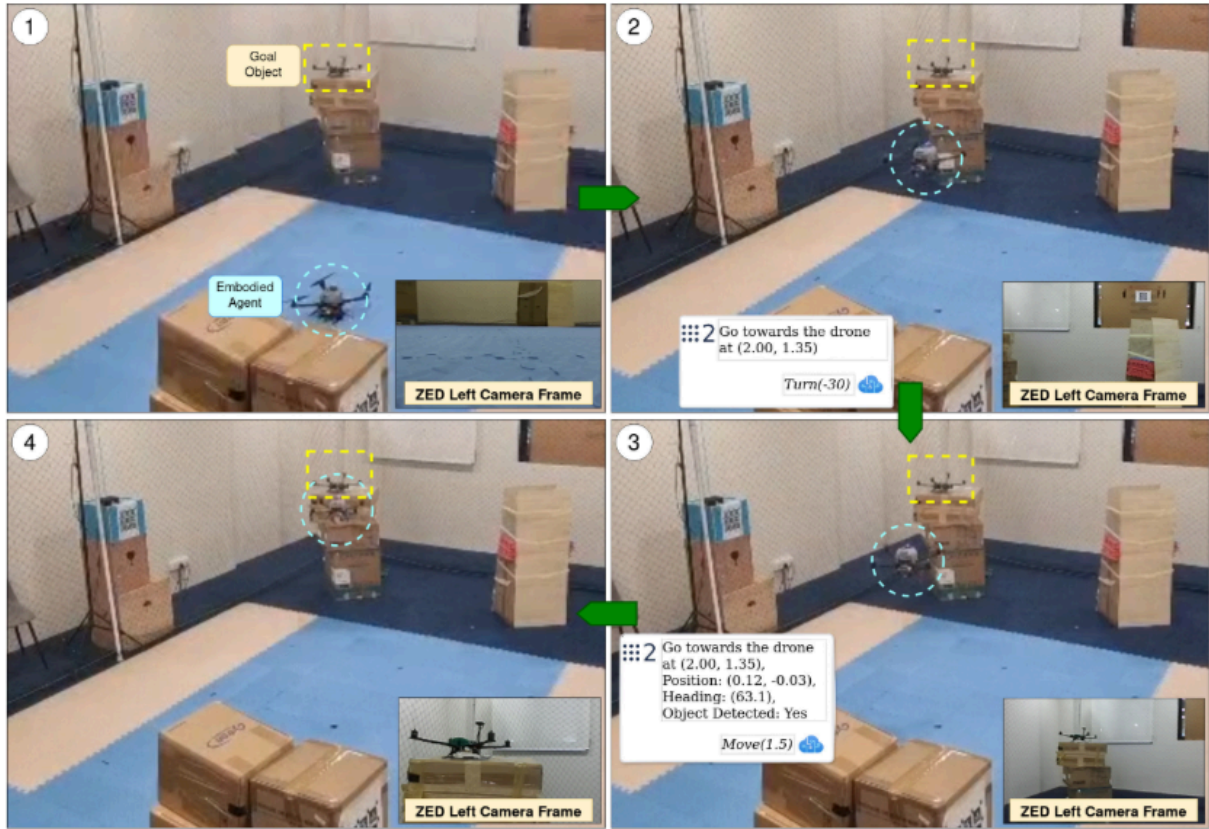 1
Goal
Object
Embodied
Agent
ZED Left Camera Frame
2
2
Go towards the drone
at (2.00, 1.35)
Turn(-30)
ZED Left Camera Frame
4
ZED Left Camera Frame
3
2
Go towards the drone
at (2.00, 1.35),
Position: (0.12, -0.03),
Heading: (63.1),
Object Detected: Yes
Move(1.5)
ZED Left Camera Frame